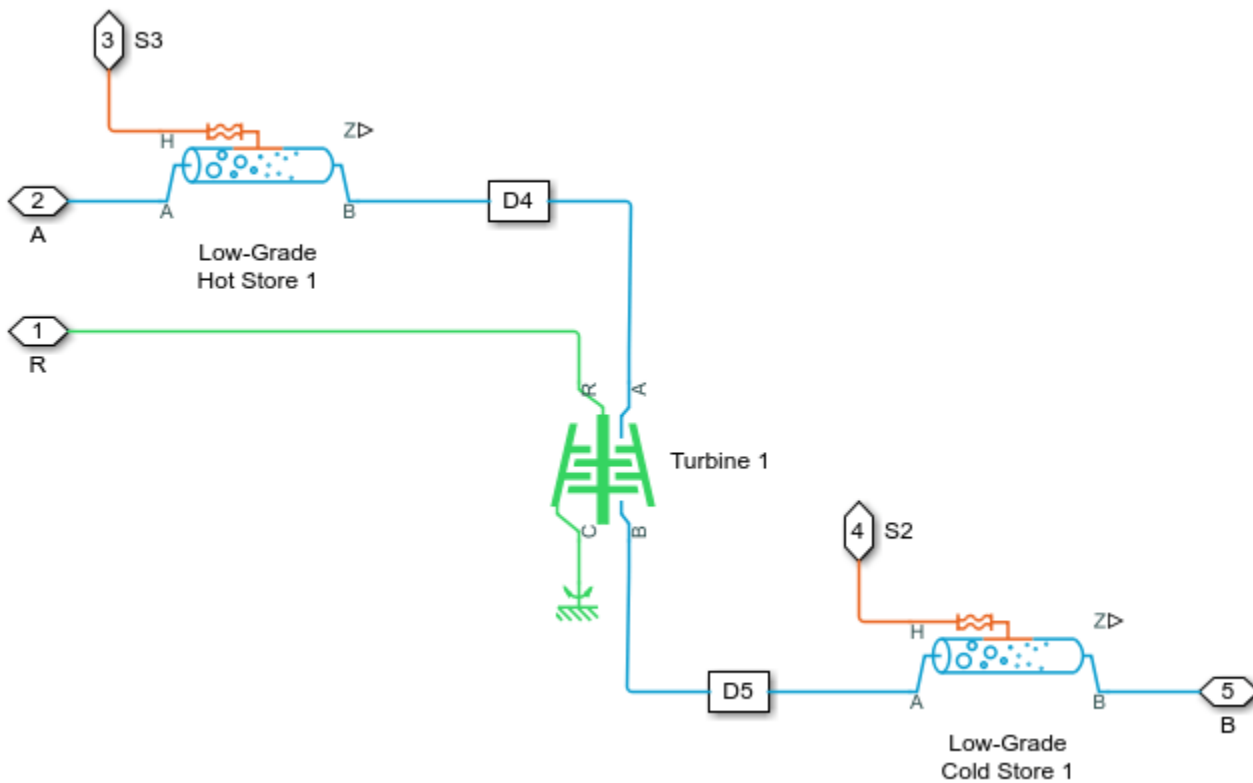 3 S3
H
Z
2
A
A
B
D4
Low-Grade
Hot Store 1
1
R
R
A
Turbine 1
C
B
4 S2
H
Z
D5
A
B
5
B
Low-Grade
Cold Store 1